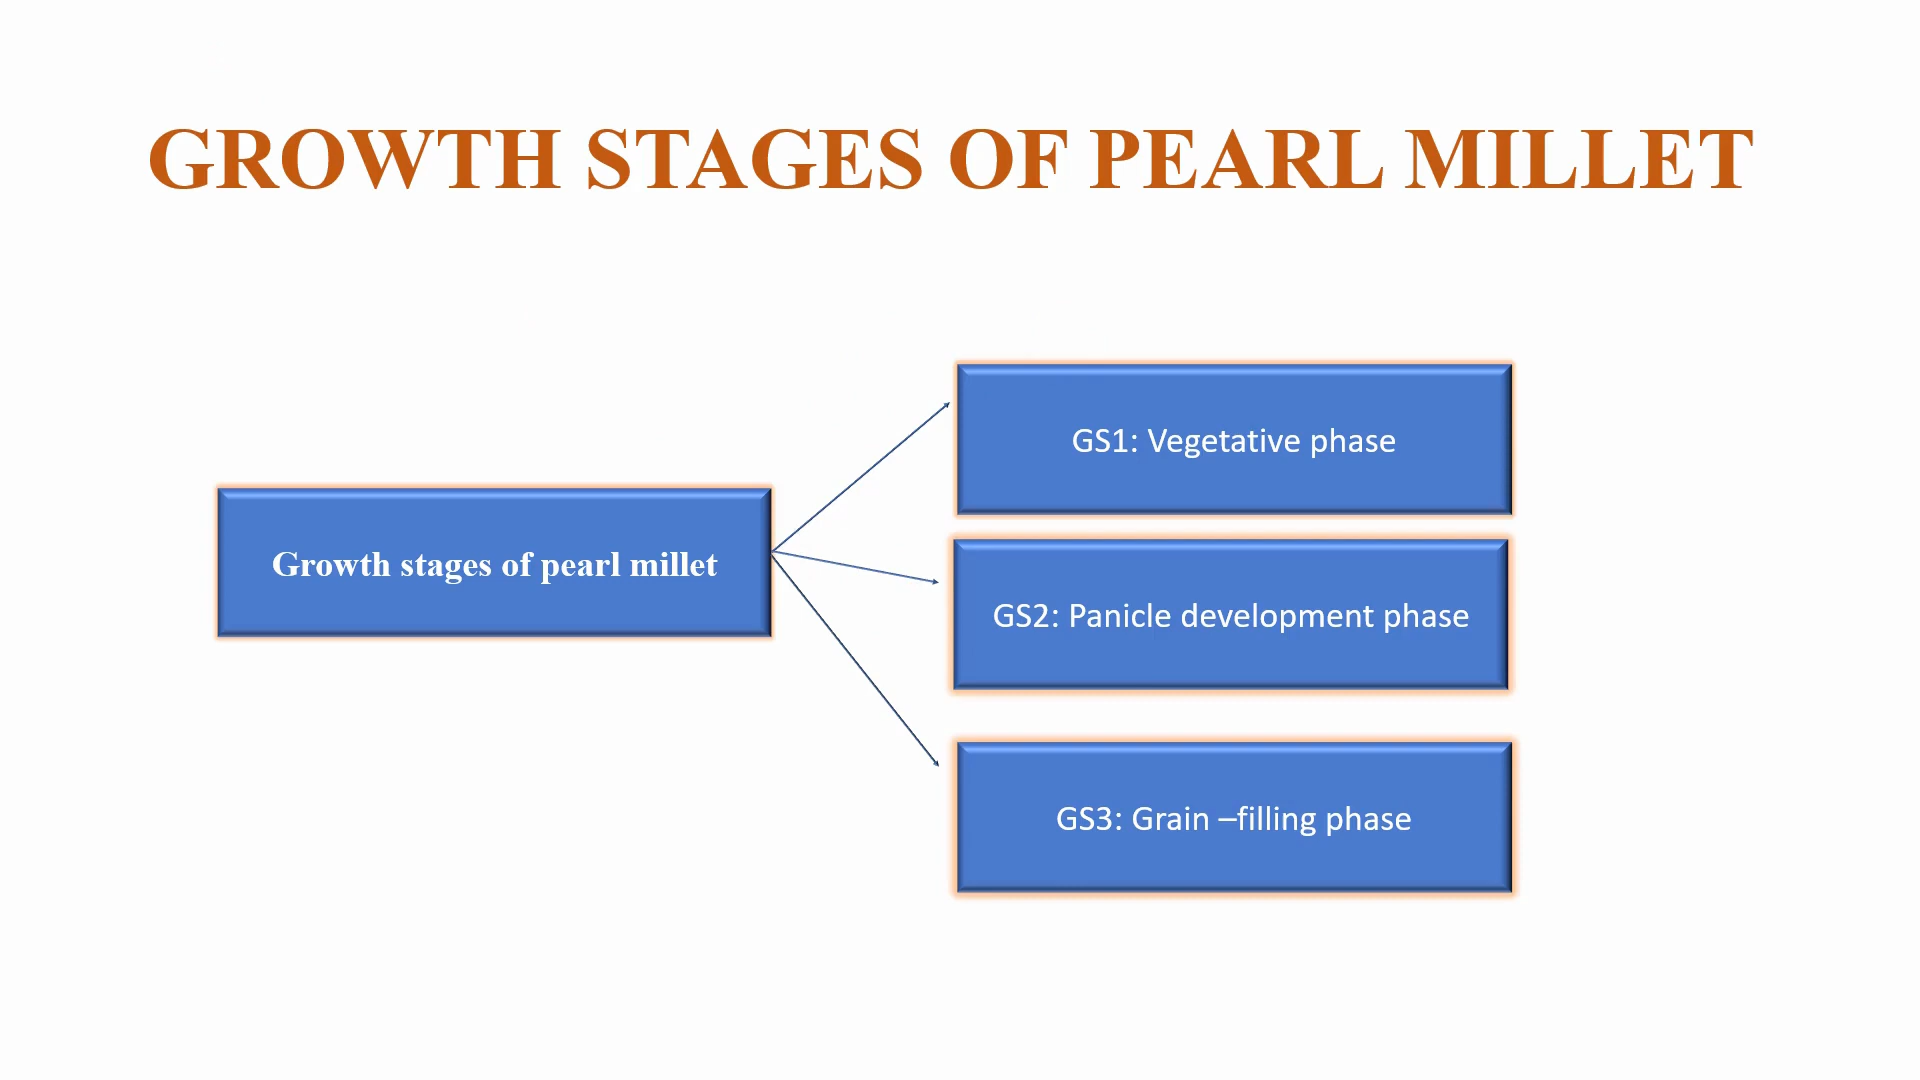 GROWTH STAGES OF PEARL MILLET
Growth stages of pearl millet
GS1: Vegetative phase
GS2: Panicle development phase
GS3: Grain –filling phase